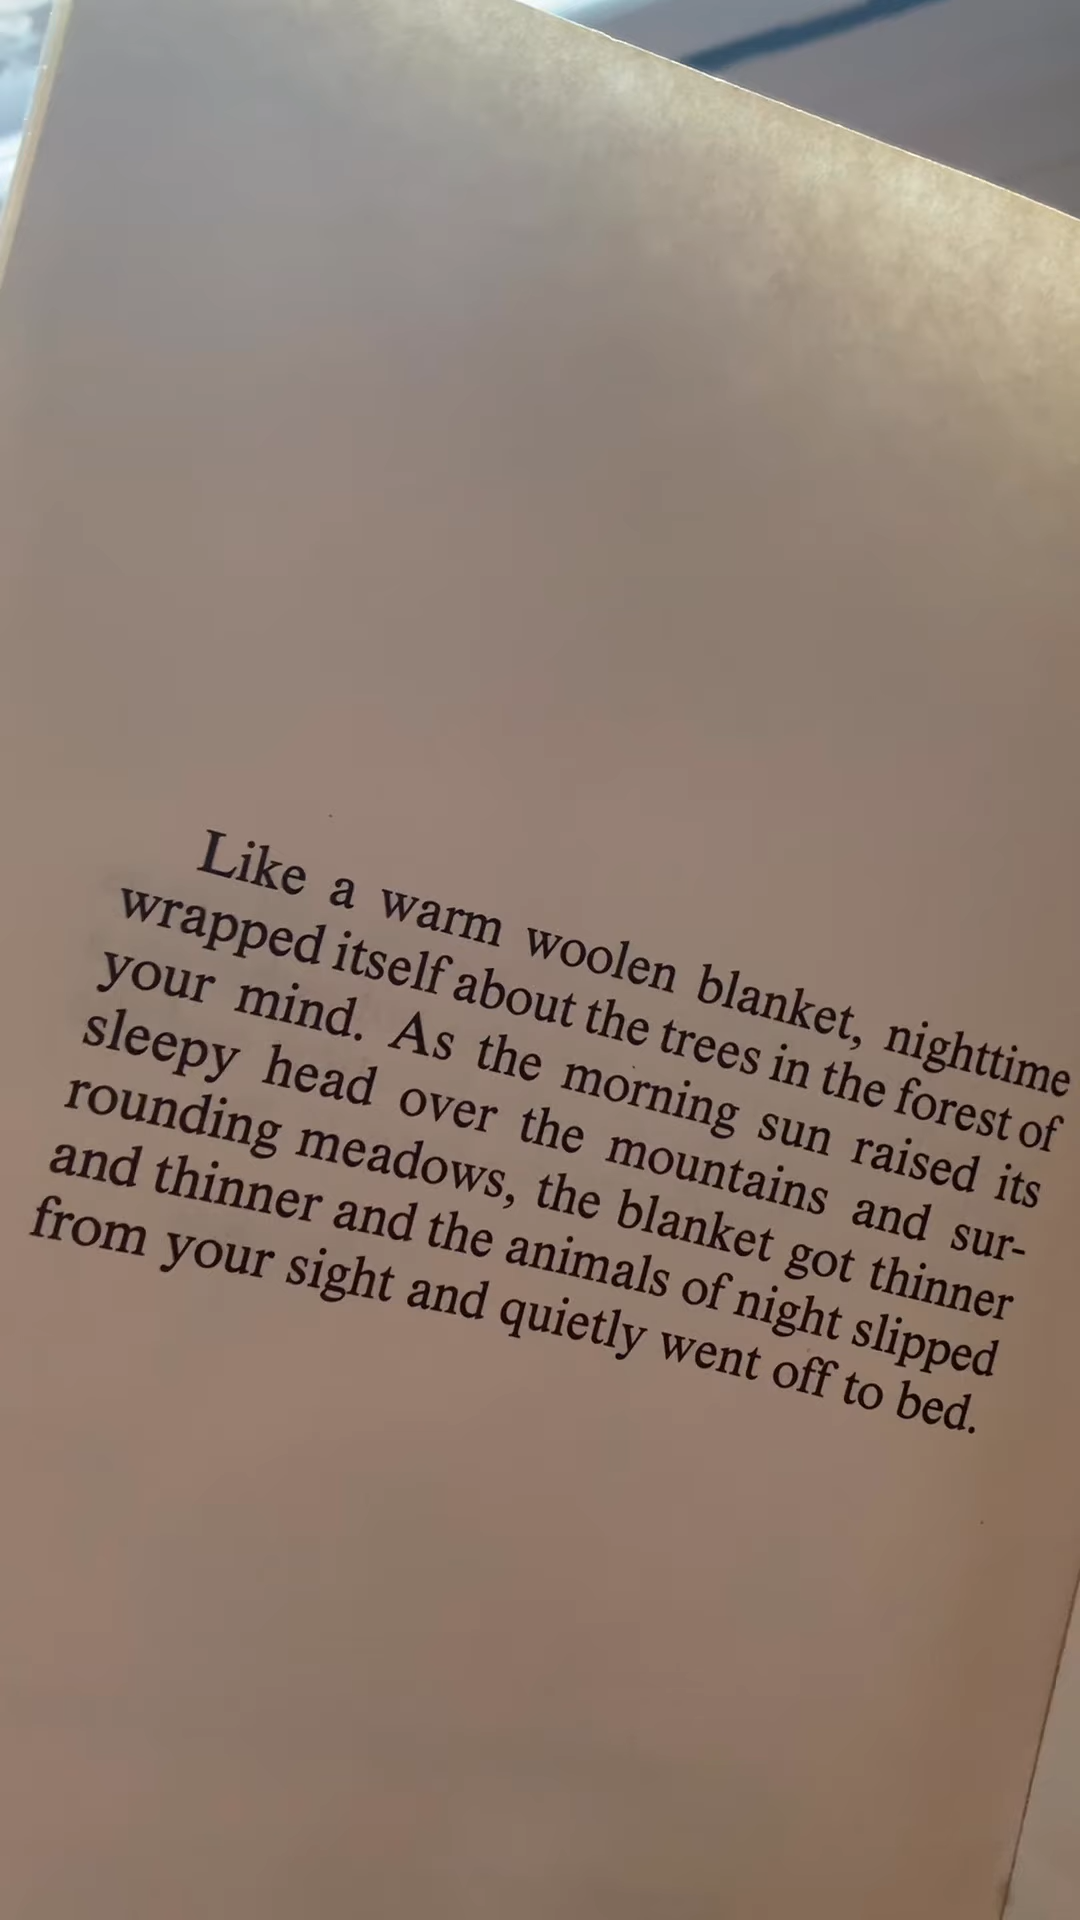 Like a warm woolen blanket, nighttime
wrapped itself about the trees in the forest of
your mind. As the morning sun raised its
sleepy head over the mountains and sur-
rounding meadows, the blanket got thinner
and thinner and the animals of night slipped
from your sight and quietly went off to bed.